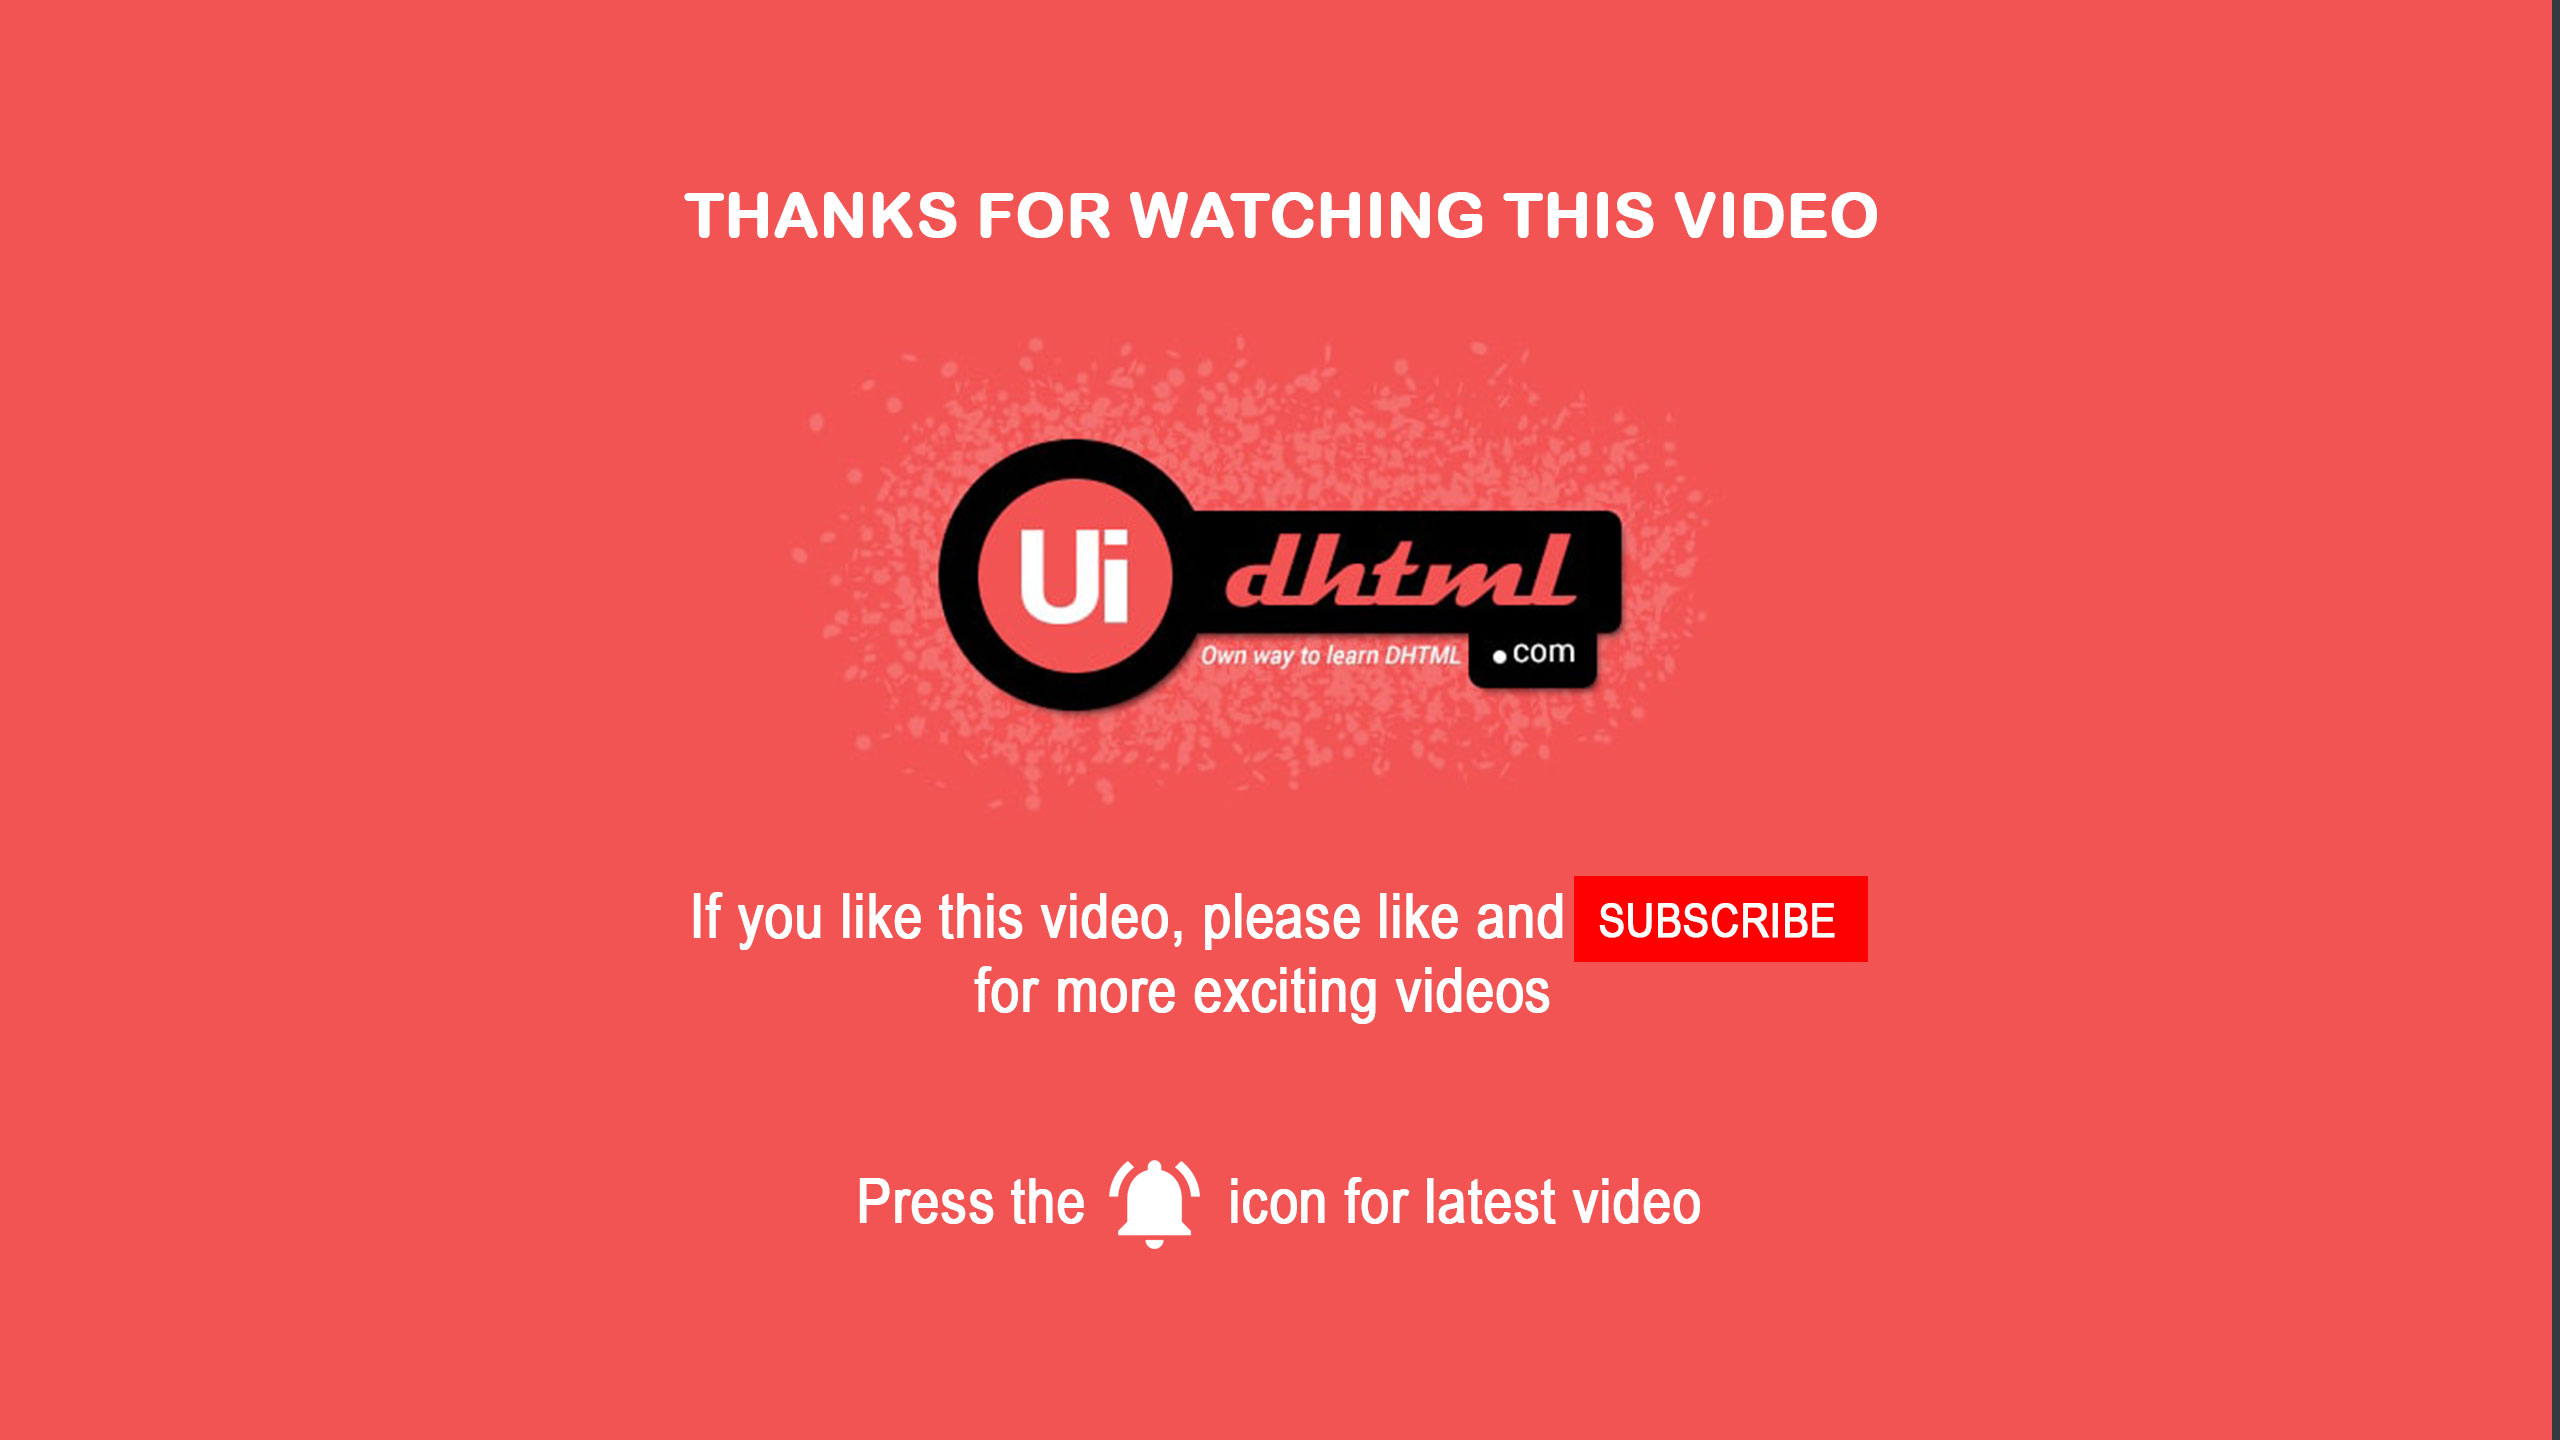 THANKS FOR WATCHING THIS VIDEO
Ui dhtml
Own way to learn DHTML .com
If you like this video, please like and SUBSCRIBE
for more exciting videos
Press the icon for latest video